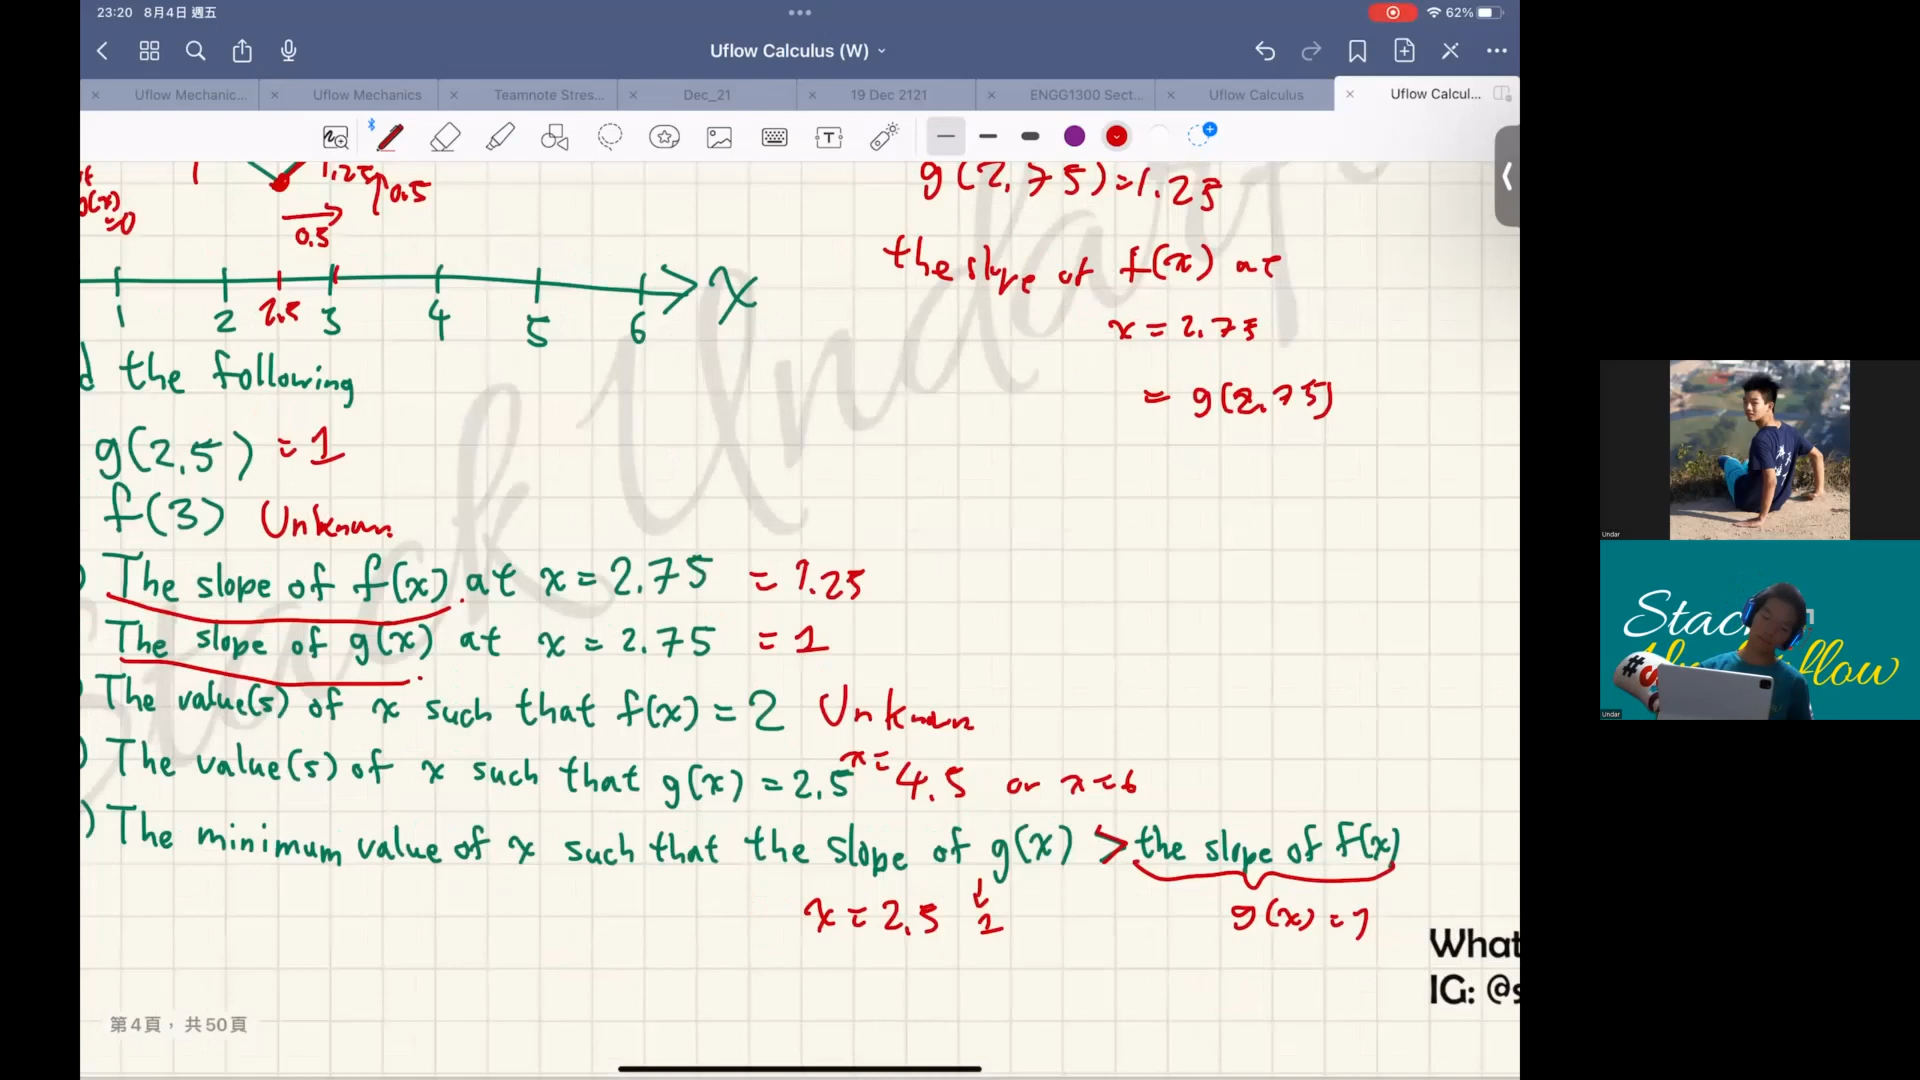 23:20 8月4日 週五
62%
Uflow Calculus (W)
Uflow Mechanic... Uflow Mechanics Teamnote Stres... Dec_21 19 Dec 2121 ENGG1300 Sect... Uflow Calculus Uflow Calcul...
g(x)
=0
1 1.25 0.5
0.5
g(2.75)=1.25
the slope of f(x) at
x = 2.75
= g(2.75)
1 2 2.5 3 4 5 6 x
d the following
g(2.5) = 1
f(3) Unknown
) The slope of f(x) at x = 2.75 = 1.25
The slope of g(x) at x = 2.75 = 1
) The value(s) of x such that f(x) = 2 Unknown
) The value(s) of x such that g(x) = 2.5 x = 4.5 or x = 6
) The minimum value of x such that the slope of g(x) > the slope of f(x)
x = 2.5
g(x) =
What
IG: @s
第4頁，共50頁
Stack
Underflow
Undar
Undar